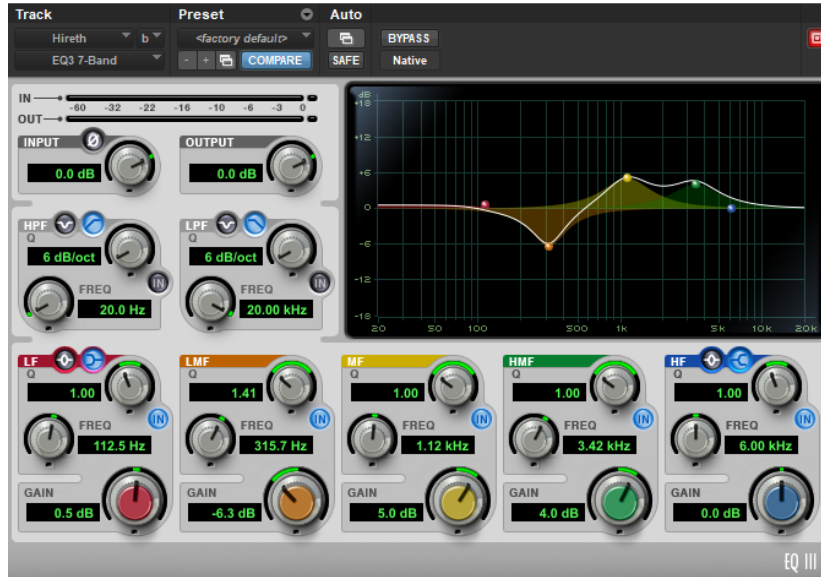 Track Preset Auto
Hireth b <factory default> BYPASS
EQ3 7-Band - + COMPARE SAFE Native
IN
-60 -32 -22 -16 -10 -6 -3 0
OUT
INPUT Ø OUTPUT
0.0 dB 0.0 dB
HPF LPF
Q Q
6 dB/oct 6 dB/oct
IN IN
FREQ FREQ
20.0 Hz 20.00 kHz
dB
+18
+12
+6
0
-6
-12
-18
20 50 100 500 1k 5k 10k 20k
LF LMF MF HMF HF
Q Q Q Q Q
1.00 1.41 1.00 1.00 1.00
IN IN IN IN IN
FREQ FREQ FREQ FREQ FREQ
112.5 Hz 315.7 Hz 1.12 kHz 3.42 kHz 6.00 kHz
GAIN GAIN GAIN GAIN GAIN
0.5 dB -6.3 dB 5.0 dB 4.0 dB 0.0 dB
EQ III